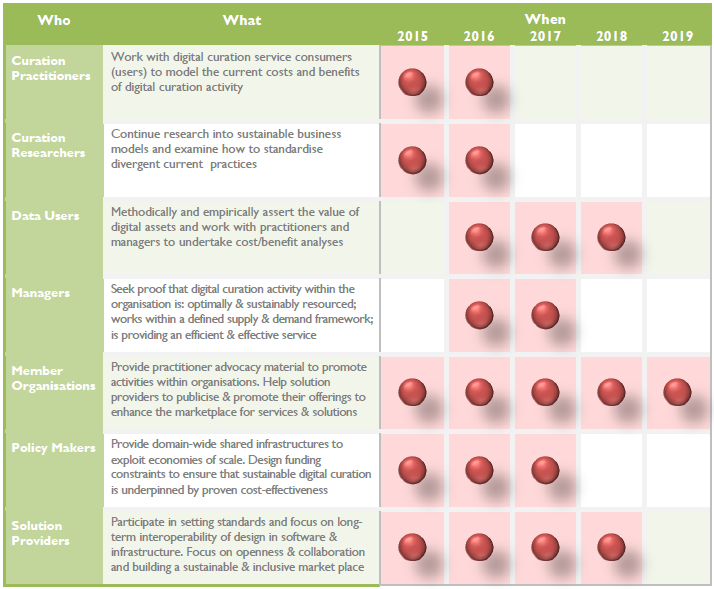 Who What When
2015 2016 2017 2018 2019
Curation
Practitioners
Work with digital curation service consumers
(users) to model the current costs and benefits
of digital curation activity
Curation
Researchers
Continue research into sustainable business
models and examine how to standardise
divergent current practices
Data Users
Methodically and empirically assert the value of
digital assets and work with practitioners and
managers to undertake cost/benefit analyses
Managers
Seek proof that digital curation activity within the
organisation is: optimally & sustainably resourced;
works within a defined supply & demand framework;
is providing an efficient & effective service
Member
Organisations
Provide practitioner advocacy material to promote
activities within organisations. Help solution
providers to publicise & promote their offerings to
enhance the marketplace for services & solutions
Policy Makers
Provide domain-wide shared infrastructures to
exploit economies of scale. Design funding
constraints to ensure that sustainable digital curation
is underpinned by proven cost-effectiveness
Solution
Providers
Participate in setting standards and focus on long-
term interoperability of design in software &
infrastructure. Focus on openness & collaboration
and building a sustainable & inclusive market place